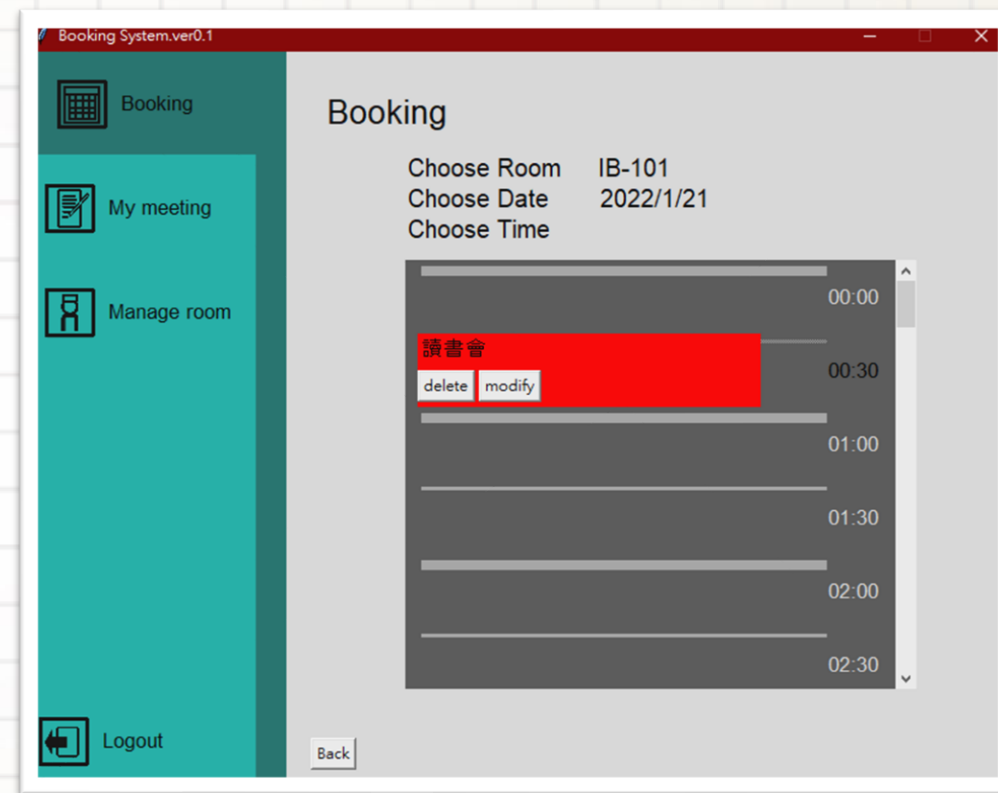 Booking System.ver0.1
Booking
My meeting
Manage room
Logout
Booking
Choose Room IB-101
Choose Date 2022/1/21
Choose Time
00:00
讀書會
delete modify
00:30
01:00
01:30
02:00
02:30
Back